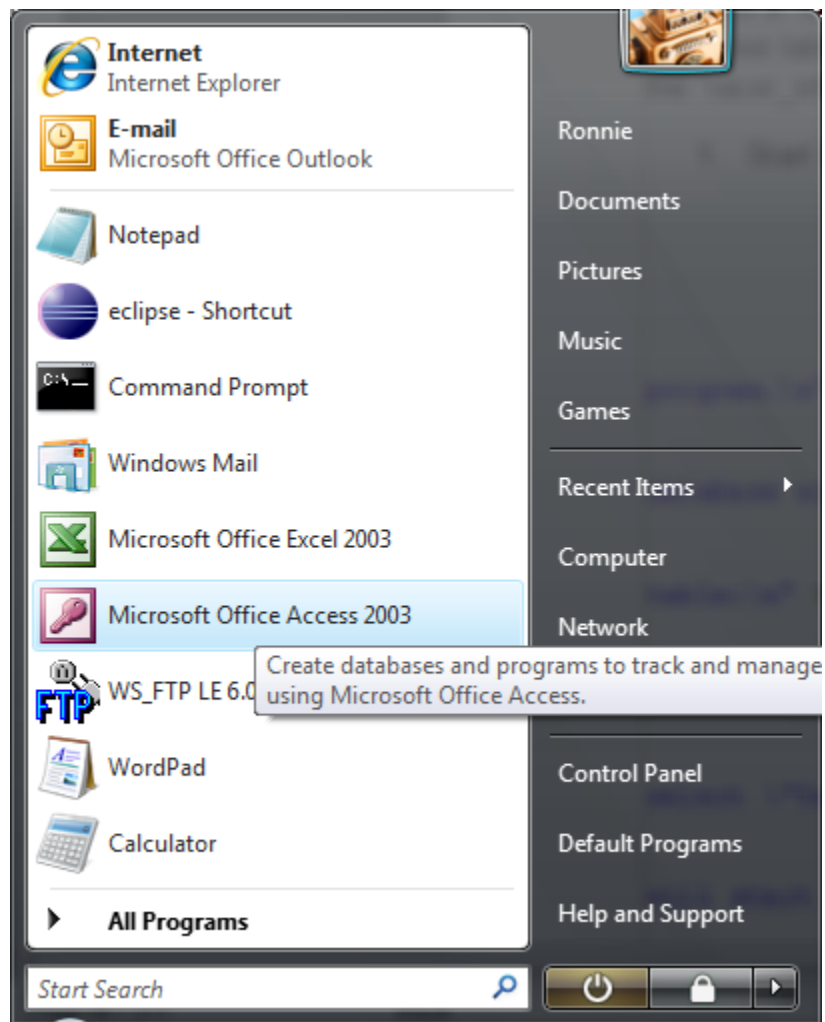 Internet
Internet Explorer
E-mail
Microsoft Office Outlook
Notepad
eclipse - Shortcut
C:\
Command Prompt
Windows Mail
Microsoft Office Excel 2003
Microsoft Office Access 2003
FTP
WS_FTP LE 6.0
WordPad
Calculator
All Programs
Start Search
Ronnie
Documents
Pictures
Music
Games
Recent Items
Computer
Network
Create databases and programs to track and manage
using Microsoft Office Access.
Control Panel
Default Programs
Help and Support